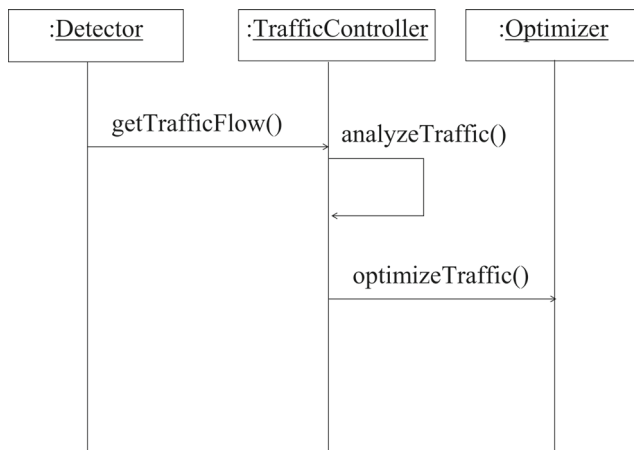 :Detector
:TrafficController
:Optimizer
getTrafficFlow()
analyzeTraffic()
optimizeTraffic()